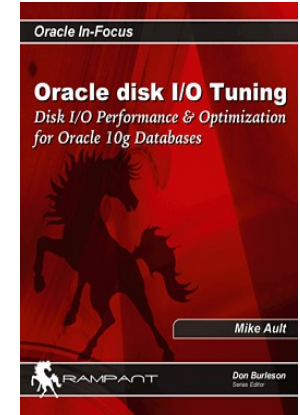 Oracle In-Focus
Oracle disk I/O Tuning
Disk I/O Performance & Optimization
for Oracle 10g Databases
Mike Ault
RAMPANT
Don Burleson
Series Editor